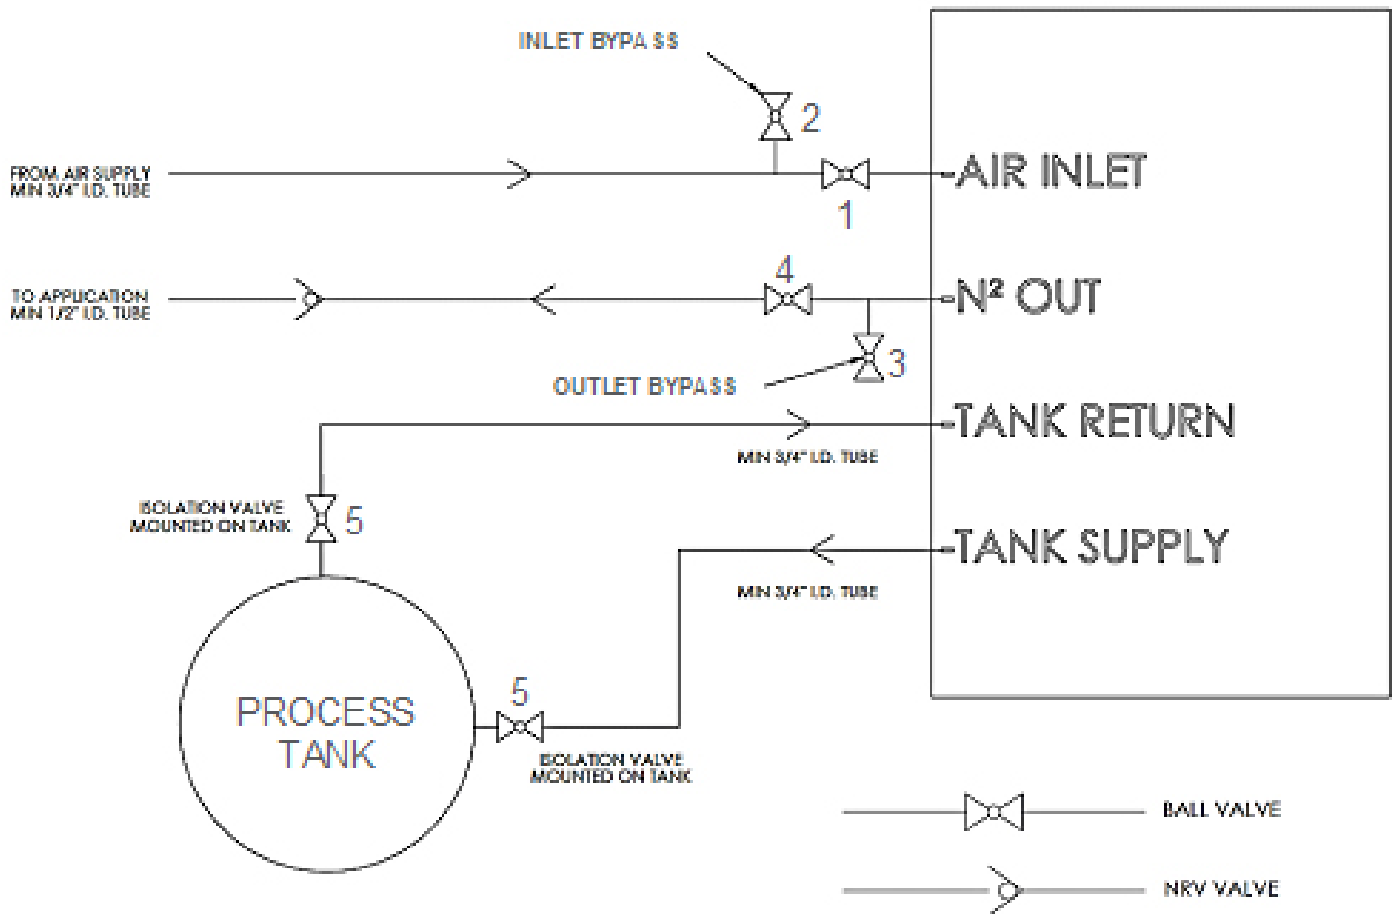 INLET BYPASS
2
FROM AIR SUPPLY
MIN 3/4" I.D. TUBE
AIR INLET
1
4
TO APPLICATION
MIN 1/2" I.D. TUBE
N² OUT
3
OUTLET BYPASS
TANK RETURN
MIN 3/4" I.D. TUBE
ISOLATION VALVE
MOUNTED ON TANK
5
TANK SUPPLY
MIN 3/4" I.D. TUBE
5
PROCESS
TANK
ISOLATION VALVE
MOUNTED ON TANK
BALL VALVE
NRV VALVE